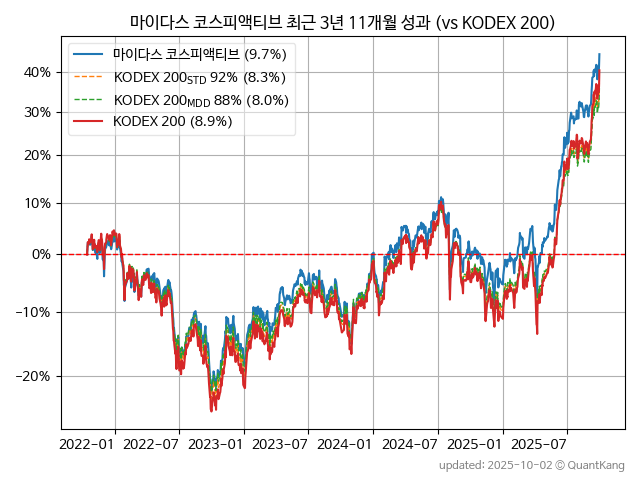 마이다스 코스피액티브 최근 3년 11개월 성과 (vs KODEX 200)
마이다스 코스피액티브 (9.7%)
KODEX 200STD 92% (8.3%)
KODEX 200MDD 88% (8.0%)
KODEX 200 (8.9%)
40%
30%
20%
10%
0%
−10%
−20%
2022-01 2022-07 2023-01 2023-07 2024-01 2024-07 2025-01 2025-07
updated: 2025-10-02 © QuantKang